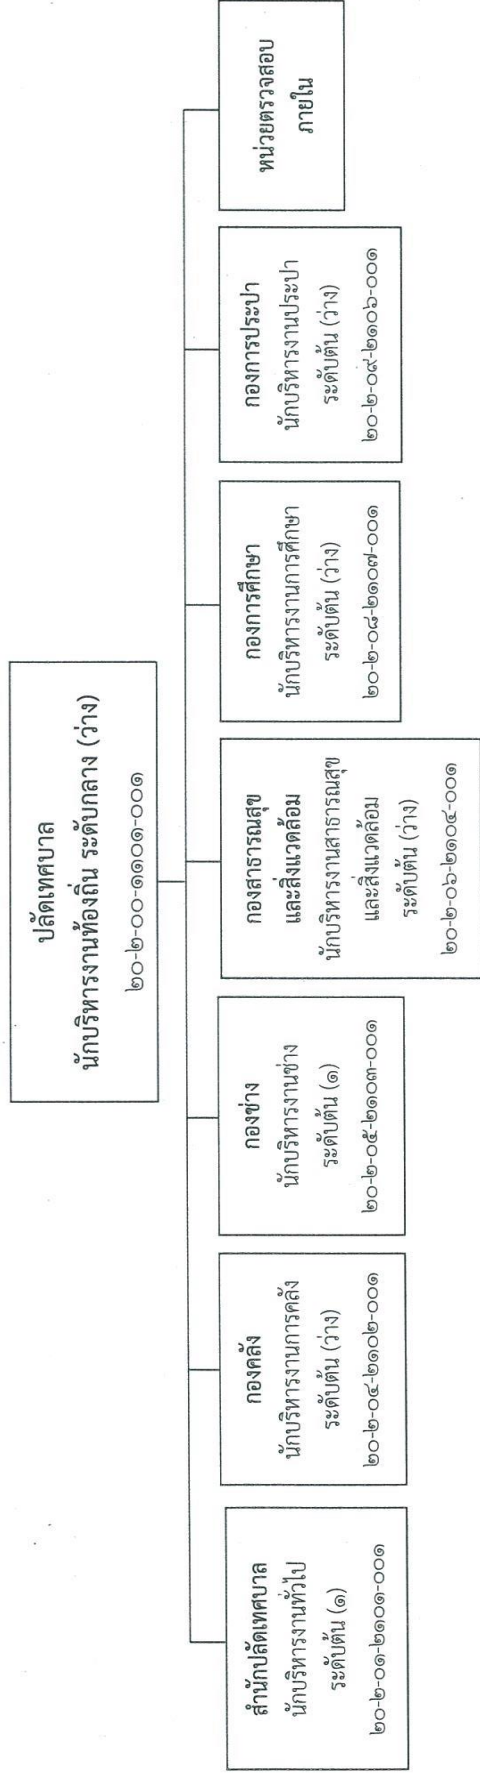 ปลัดเทศบาล
นักบริหารงานท้องถิ่น ระดับกลาง (ว่าง)
๒๐-๒-๐๐-๑๑๐๑-๐๐๑
สำนักปลัดเทศบาล
นักบริหารงานทั่วไป
ระดับต้น (๑)
๒๐-๒-๐๑-๒๑๐๑-๐๐๑
กองคลัง
นักบริหารงานการคลัง
ระดับต้น (ว่าง)
๒๐-๒-๐๔-๒๑๐๒-๐๐๑
กองช่าง
นักบริหารงานช่าง
ระดับต้น (๑)
๒๐-๒-๐๕-๒๑๐๓-๐๐๑
กองสาธารณสุข
และสิ่งแวดล้อม
นักบริหารงานสาธารณสุข
และสิ่งแวดล้อม
ระดับต้น (ว่าง)
๒๐-๒-๐๖-๒๑๐๔-๐๐๑
กองการศึกษา
นักบริหารงานการศึกษา
ระดับต้น (ว่าง)
๒๐-๒-๐๘-๒๑๐๗-๐๐๑
กองการประปา
นักบริหารงานประปา
ระดับต้น (ว่าง)
๒๐-๒-๐๙-๒๑๐๖-๐๐๑
หน่วยตรวจสอบ
ภายใน